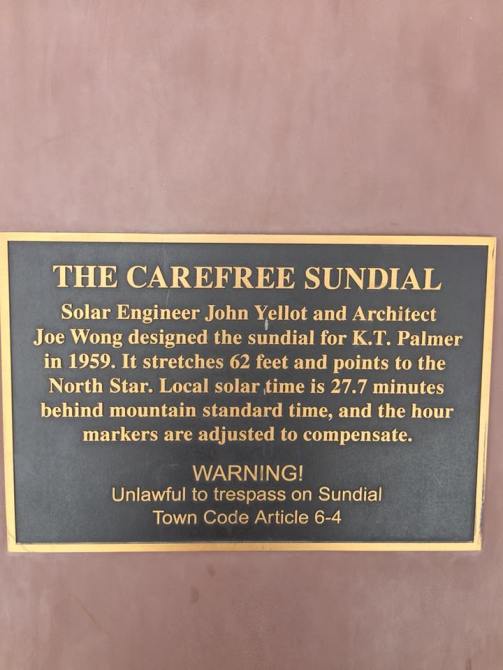 THE CAREFREE SUNDIAL
Solar Engineer John Yellot and Architect
Joe Wong designed the sundial for K.T. Palmer
in 1959. It stretches 62 feet and points to the
North Star. Local solar time is 27.7 minutes
behind mountain standard time, and the hour
markers are adjusted to compensate.
WARNING!
Unlawful to trespass on Sundial
Town Code Article 6-4